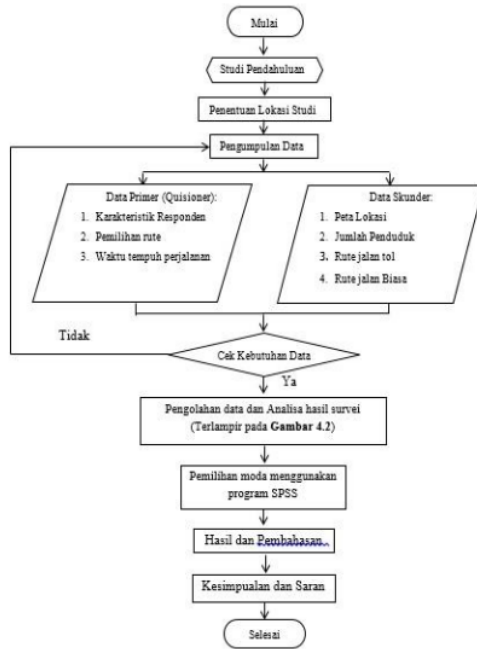 Mulai
Studi Pendahuluan
Penentuan Lokasi Studi
Pengumpulan Data
Data Primer (Quisioner):
1. Karakteristik Responden
2. Pemilihan rute
3. Waktu tempuh perjalanan
Data Skunder:
1. Peta Lokasi
2. Jumlah Penduduk
3. Rute jalan tol
4. Rute jalan Biasa
Tidak
Cek Kebutuhan Data
Ya
Pengolahan data dan Analisa hasil survei
(Terlampir pada Gambar 4.2)
Pemilihan moda menggunakan
program SPSS
Hasil dan Pembahasan
Kesimpualan dan Saran
Selesai